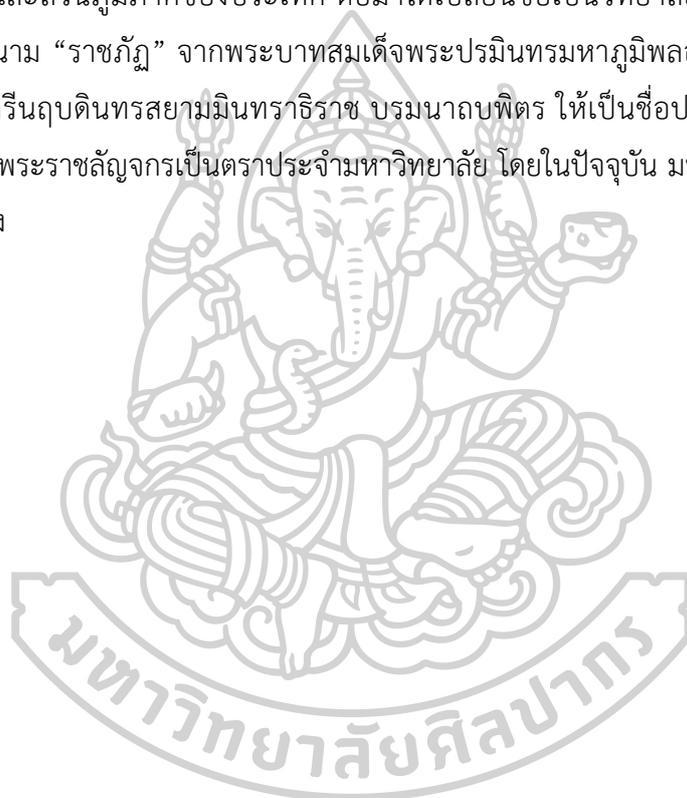 นาม “ราชภัฏ” จากพระบาทสมเด็จพระปรมินทรมหาภูมิพล
รีนฤบดินทรสยามมินทราธิราช บรมนาถบพิตร ให้เป็นชื่อป
พระราชลัญจกรเป็นตราประจำมหาวิทยาลัย โดยในปัจจุบัน ม
ง
มหาวิทยาลัยศิลปากร